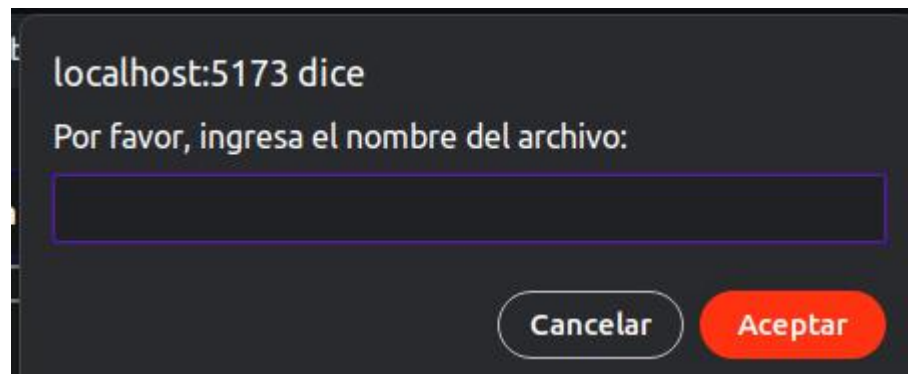 localhost:5173 dice
Por favor, ingresa el nombre del archivo:
Cancelar Aceptar